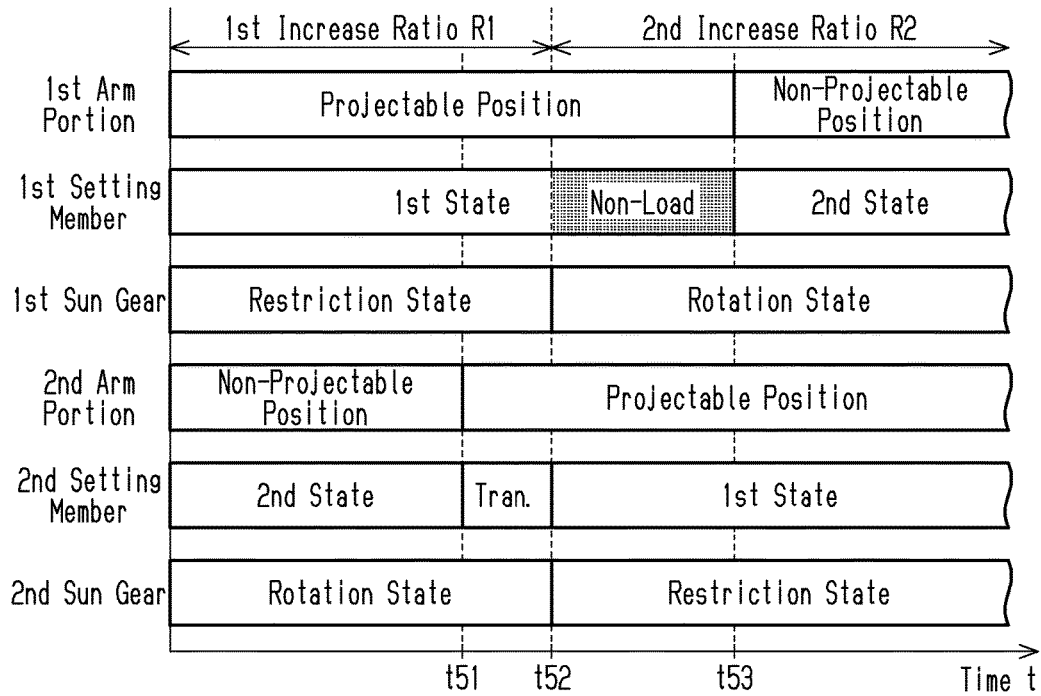 1st Increase Ratio R1
2nd Increase Ratio R2
1st Arm
Portion
Projectable Position
Non-Projectable
Position
1st Setting
Member
1st State
Non-Load
2nd State
1st Sun Gear
Restriction State
Rotation State
2nd Arm
Portion
Non-Projectable
Position
Projectable Position
2nd Setting
Member
2nd State
Tran.
1st State
2nd Sun Gear
Rotation State
Restriction State
t51
t52
t53
Time t